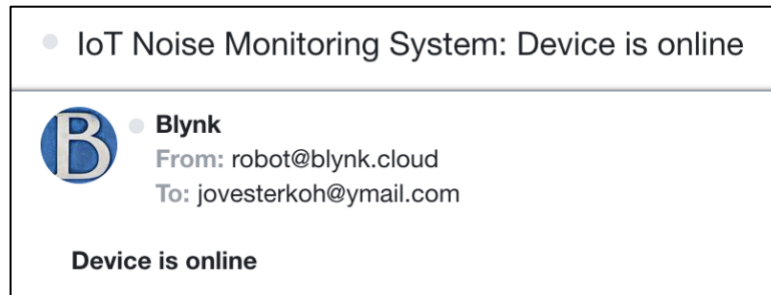 IoT Noise Monitoring System: Device is online
B
Blynk
From: robot@blynk.cloud
To: jovesterkoh@ymail.com
Device is online